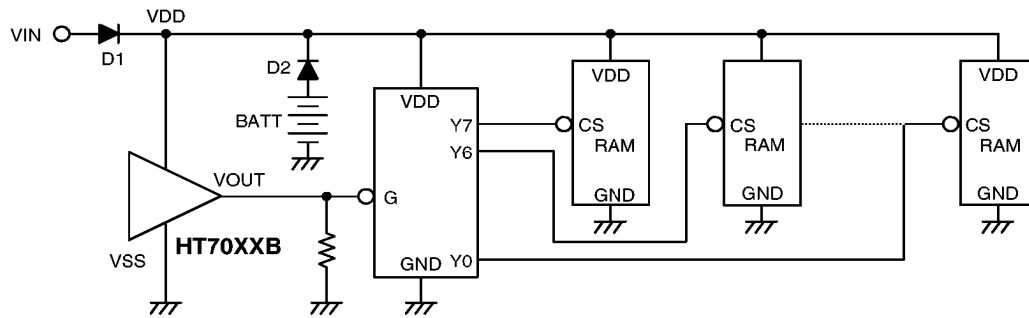 VIN
D1
VDD
D2
BATT
VSS
VOUT
HT70XXB
G
VDD
GND
Y7
Y6
Y0
VDD
CS
RAM
GND
VDD
CS
RAM
GND
VDD
CS
RAM
GND